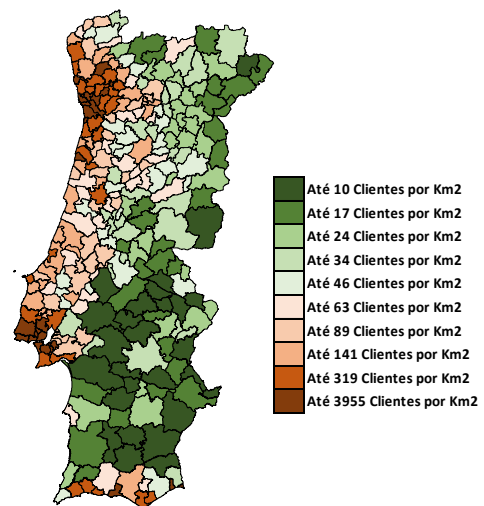 Até 10 Clientes por Km2
Até 17 Clientes por Km2
Até 24 Clientes por Km2
Até 34 Clientes por Km2
Até 46 Clientes por Km2
Até 63 Clientes por Km2
Até 89 Clientes por Km2
Até 141 Clientes por Km2
Até 319 Clientes por Km2
Até 3955 Clientes por Km2